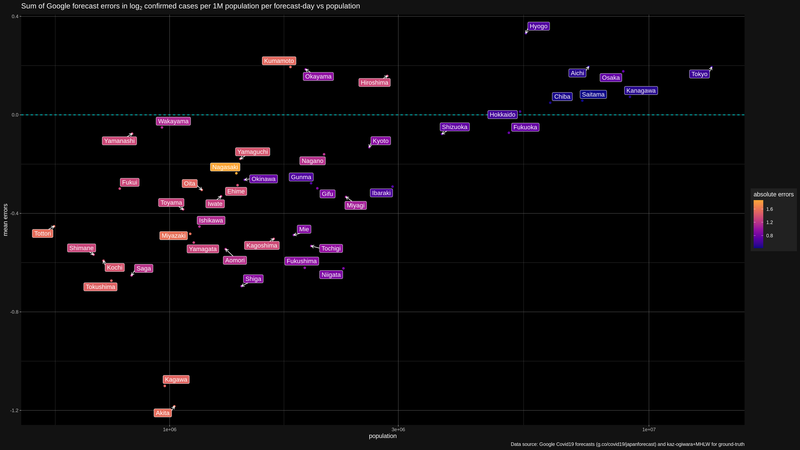 Sum of Google forecast errors in log2 confirmed cases per 1M population per forecast-day vs population
0.4
Hyogo
Kumamoto
Okayama
Hiroshima
Aichi
Osaka
Tokyo
Chiba
Saitama
Kanagawa
0.0
Hokkaido
Wakayama
Shizuoka
Fukuoka
Yamanashi
Kyoto
Yamaguchi
Nagano
Nagasaki
absolute errors
1.6
1.2
0.8
Fukui
Oita
Okinawa
Gunma
Ehime
Gifu
Ibaraki
Toyama
Iwate
Miyagi
mean errors
-0.4
Ishikawa
Tottori
Miyazaki
Mie
Shimane
Yamagata
Kagoshima
Tochigi
Aomori
Fukushima
Kochi
Saga
Niigata
Tokushima
Shiga
-0.8
Kagawa
-1.2
Akita
1e+06
3e+06
1e+07
population
Data source: Google Covid19 forecasts (g.co/covid19/japanforecast) and kaz-ogiwara+MHLW for ground-truth